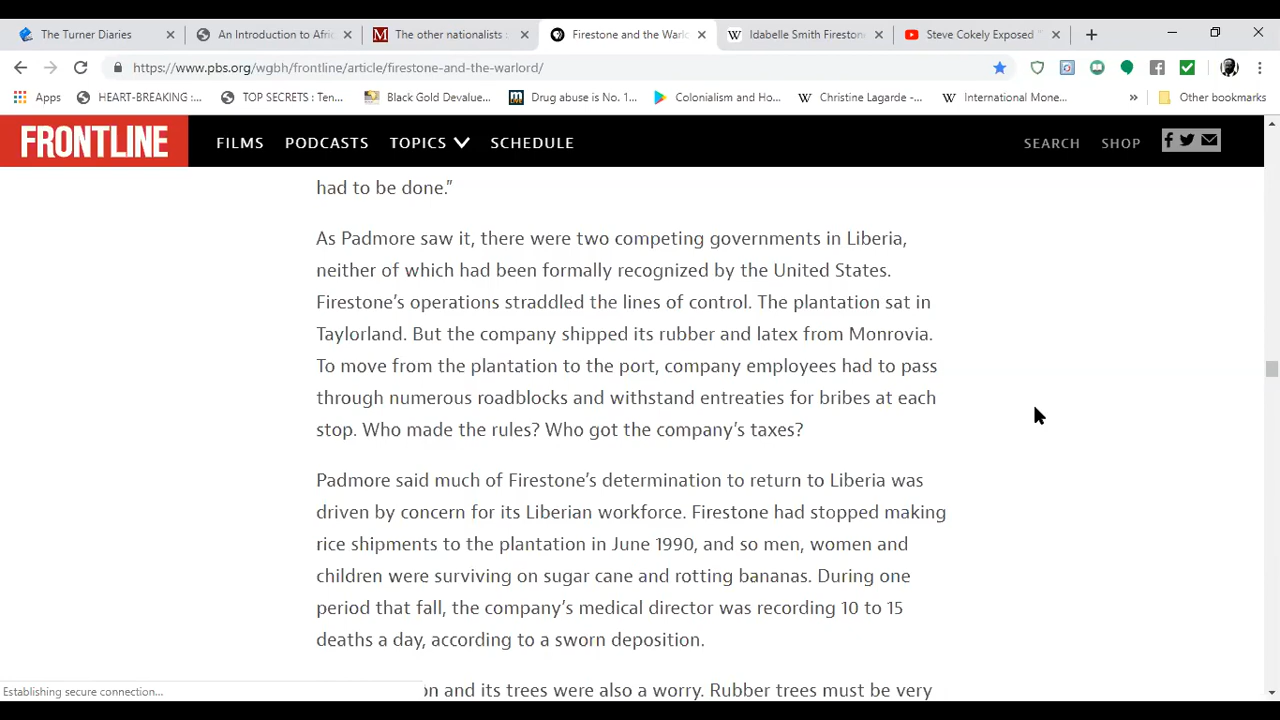 The Turner Diaries
An Introduction to Afri
The other nationalists
Firestone and the Warlo
Idabelle Smith Fireston
Steve Cokely Exposed
https://www.pbs.org/wgbh/frontline/article/firestone-and-the-warlord/
Apps
HEART-BREAKING :...
TOP SECRETS : Ten...
Black Gold Devalue...
Drug abuse is No. 1...
Colonialism and Ho...
Christine Lagarde -...
International Mone...
»
Other bookmarks
FRONTLINE
FILMS
PODCASTS
TOPICS
SCHEDULE
SEARCH
SHOP
had to be done.”
As Padmore saw it, there were two competing governments in Liberia,
neither of which had been formally recognized by the United States.
Firestone’s operations straddled the lines of control. The plantation sat in
Taylorland. But the company shipped its rubber and latex from Monrovia.
To move from the plantation to the port, company employees had to pass
through numerous roadblocks and withstand entreaties for bribes at each
stop. Who made the rules? Who got the company’s taxes?
Padmore said much of Firestone’s determination to return to Liberia was
driven by concern for its Liberian workforce. Firestone had stopped making
rice shipments to the plantation in June 1990, and so men, women and
children were surviving on sugar cane and rotting bananas. During one
period that fall, the company’s medical director was recording 10 to 15
deaths a day, according to a sworn deposition.
on and its trees were also a worry. Rubber trees must be very
Establishing secure connection...